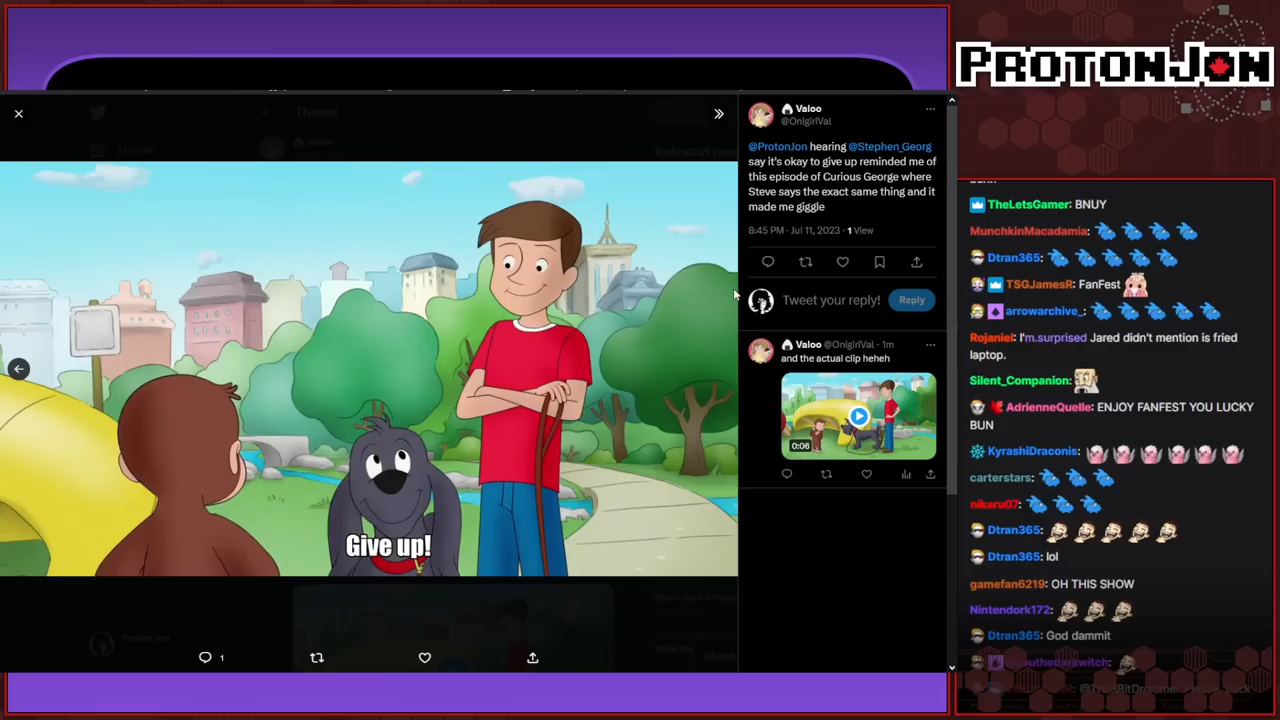 PROTONJON
Thread
Valoo
@OnigiriVal
@ProtonJon hearing @Stephen_Georg
say it's okay to give up reminded me of
this episode of Curious George where
Steve says the exact same thing and it
made me giggle
8:45 PM · Jul 11, 2023 · 1 View
Tweet your reply!
Reply
Valoo @OnigiriVal · 1m
and the actual clip heheh
0:06
Give up!
1
TheLetsGamer: BNUY
MunchkinMacadamia:
Dtran365:
TSGJamesR: FanFest
arrowarchive_:
Rojaniel: I'm.surprised Jared didn't mention is fried
laptop.
Silent_Companion:
AdrienneQuelle: ENJOY FANFEST YOU LUCKY
BUN
KyrashiDraconis:
carterstars:
nikaru07:
Dtran365:
Dtran365: lol
gamefan6219: OH THIS SHOW
Nintendork172:
Dtran365: God dammit